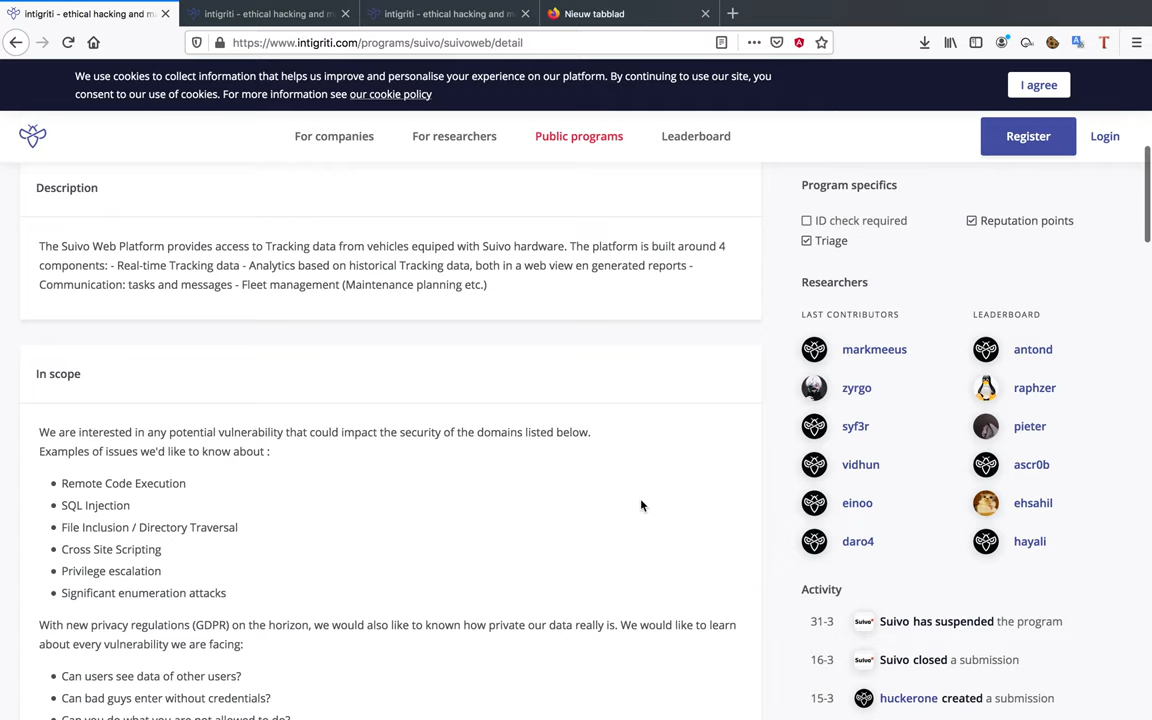 intigriti - ethical hacking and m
intigriti - ethical hacking and m
intigriti - ethical hacking and m
Nieuw tabblad
https://www.intigriti.com/programs/suivo/suivoweb/detail
We use cookies to collect information that helps us improve and personalise your experience on our platform. By continuing to use our site, you
consent to our use of cookies. For more information see our cookie policy
I agree
For companies
For researchers
Public programs
Leaderboard
Register
Login
Description
The Suivo Web Platform provides access to Tracking data from vehicles equiped with Suivo hardware. The platform is built around 4
components: - Real-time Tracking data - Analytics based on historical Tracking data, both in a web view en generated reports -
Communication: tasks and messages - Fleet management (Maintenance planning etc.)
In scope
We are interested in any potential vulnerability that could impact the security of the domains listed below.
Examples of issues we'd like to know about :
Remote Code Execution
SQL Injection
File Inclusion / Directory Traversal
Cross Site Scripting
Privilege escalation
Significant enumeration attacks
With new privacy regulations (GDPR) on the horizon, we would also like to known how private our data really is. We would like to learn
about every vulnerability we are facing:
Can users see data of other users?
Can bad guys enter without credentials?
Can you do what you are not allowed to do?
Program specifics
ID check required
Reputation points
Triage
Researchers
LAST CONTRIBUTORS
LEADERBOARD
markmeeus
antond
zyrgo
raphzer
syf3r
pieter
vidhun
ascr0b
einoo
ehsahil
daro4
hayali
Activity
31-3 Suivo Suivo has suspended the program
16-3 Suivo Suivo closed a submission
15-3 huckerone created a submission